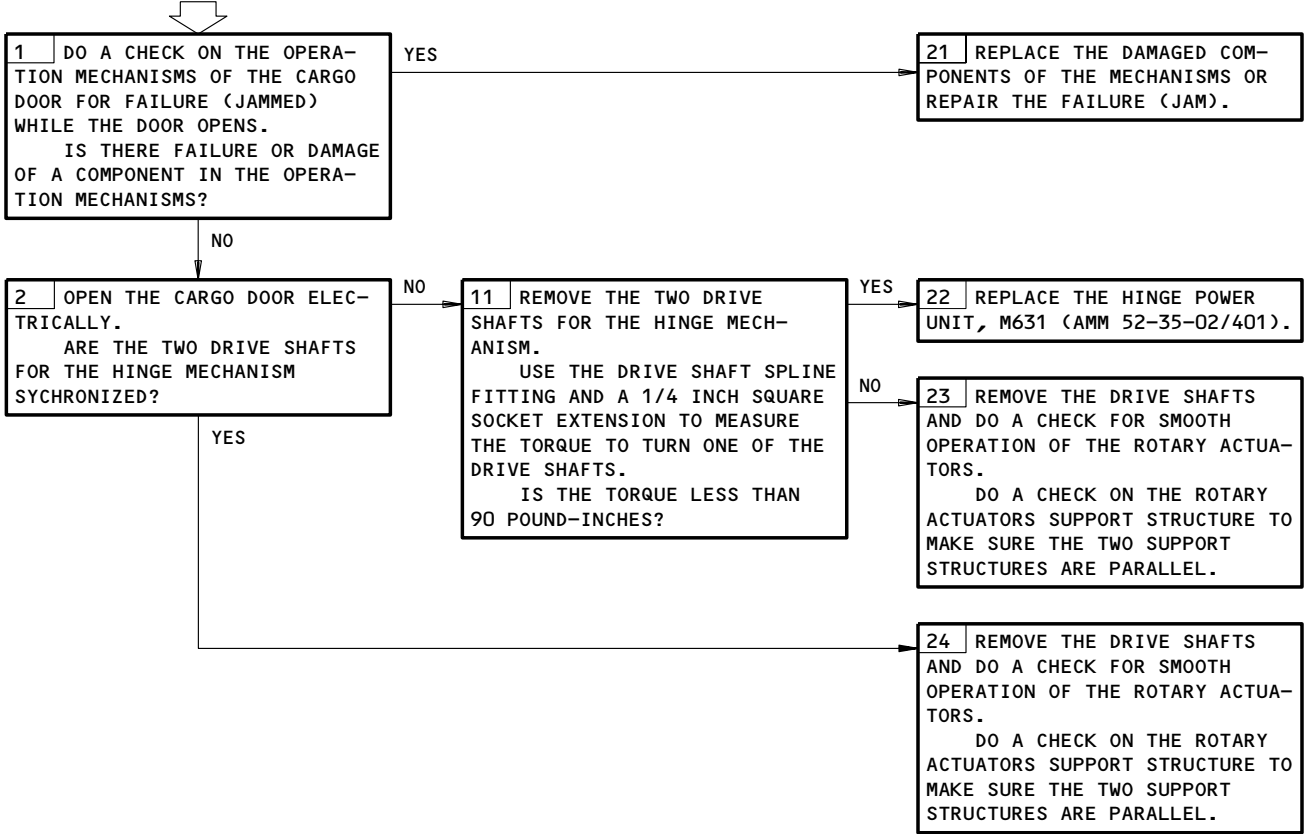 1 DO A CHECK ON THE OPERA-
TION MECHANISMS OF THE CARGO
DOOR FOR FAILURE (JAMMED)
WHILE THE DOOR OPENS.
IS THERE FAILURE OR DAMAGE
OF A COMPONENT IN THE OPERA-
TION MECHANISMS?
YES
21 REPLACE THE DAMAGED COM-
PONENTS OF THE MECHANISMS OR
REPAIR THE FAILURE (JAM).
NO
2 OPEN THE CARGO DOOR ELEC-
TRICALLY.
ARE THE TWO DRIVE SHAFTS
FOR THE HINGE MECHANISM
SYCHRONIZED?
NO
11 REMOVE THE TWO DRIVE
SHAFTS FOR THE HINGE MECH-
ANISM.
USE THE DRIVE SHAFT SPLINE
FITTING AND A 1/4 INCH SQUARE
SOCKET EXTENSION TO MEASURE
THE TORQUE TO TURN ONE OF THE
DRIVE SHAFTS.
IS THE TORQUE LESS THAN
90 POUND-INCHES?
YES
22 REPLACE THE HINGE POWER
UNIT, M631 (AMM 52-35-02/401).
NO
23 REMOVE THE DRIVE SHAFTS
AND DO A CHECK FOR SMOOTH
OPERATION OF THE ROTARY ACTUA-
TORS.
DO A CHECK ON THE ROTARY
ACTUATORS SUPPORT STRUCTURE TO
MAKE SURE THE TWO SUPPORT
STRUCTURES ARE PARALLEL.
YES
24 REMOVE THE DRIVE SHAFTS
AND DO A CHECK FOR SMOOTH
OPERATION OF THE ROTARY ACTUA-
TORS.
DO A CHECK ON THE ROTARY
ACTUATORS SUPPORT STRUCTURE TO
MAKE SURE THE TWO SUPPORT
STRUCTURES ARE PARALLEL.